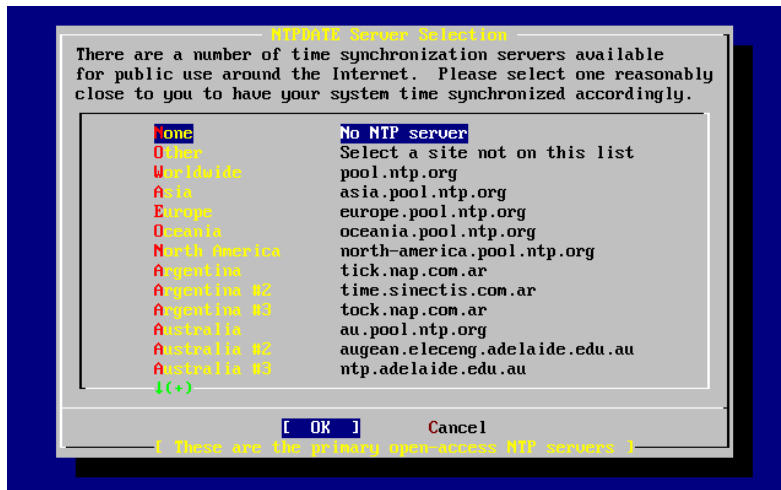 NTPDATE Server Selection
There are a number of time synchronization servers available
for public use around the Internet.  Please select one reasonably
close to you to have your system time synchronized accordingly.
None No NTP server
Other Select a site not on this list
Worldwide pool.ntp.org
Asia asia.pool.ntp.org
Europe europe.pool.ntp.org
Oceania oceania.pool.ntp.org
North America north-america.pool.ntp.org
Argentina tick.nap.com.ar
Argentina #2 time.sinectis.com.ar
Argentina #3 tock.nap.com.ar
Australia au.pool.ntp.org
Australia #2 augean.eleceng.adelaide.edu.au
Australia #3 ntp.adelaide.edu.au
↓(+)
[ OK ] Cancel
[ These are the primary open-access NTP servers ]